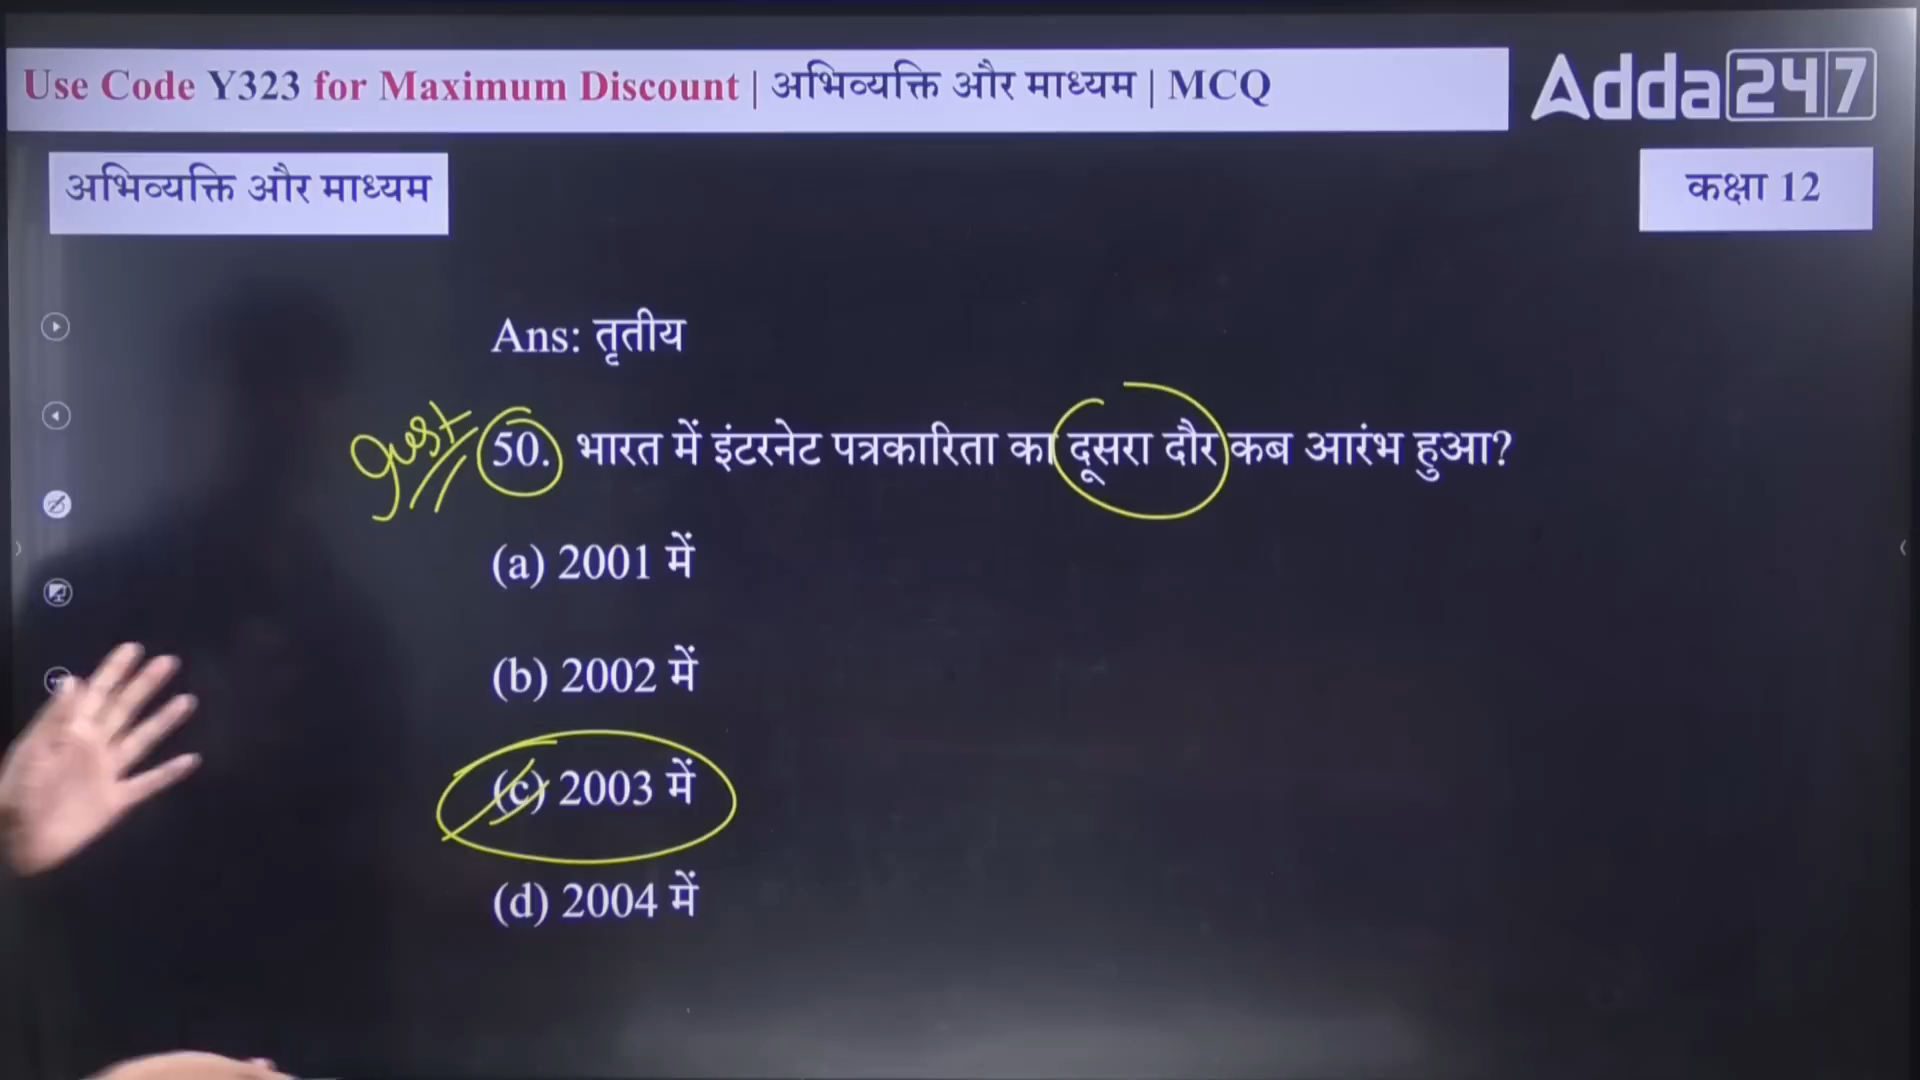 Use Code Y323 for Maximum Discount | अभिव्यक्ति और माध्यम | MCQ
Adda247
अभिव्यक्ति और माध्यम
कक्षा 12
Ans: तृतीय
50. भारत में इंटरनेट पत्रकारिता का दूसरा दौर कब आरंभ हुआ?
(a) 2001 में
(b) 2002 में
(c) 2003 में
(d) 2004 में